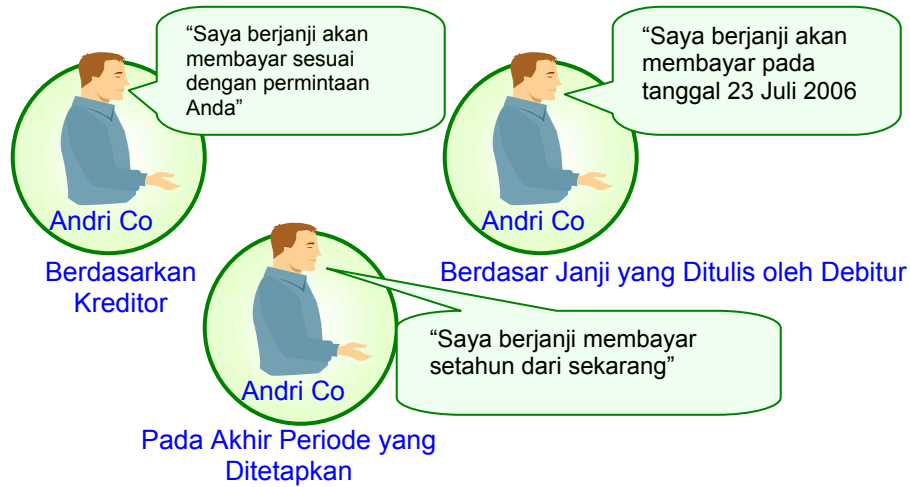 “Saya berjanji akan
membayar sesuai
dengan permintaan
Anda”
Andri Co
Berdasarkan
Kreditor
“Saya berjanji akan
membayar pada
tanggal 23 Juli 2006
Andri Co
Berdasar Janji yang Ditulis oleh Debitur
“Saya berjanji membayar
setahun dari sekarang”
Andri Co
Pada Akhir Periode yang
Ditetapkan